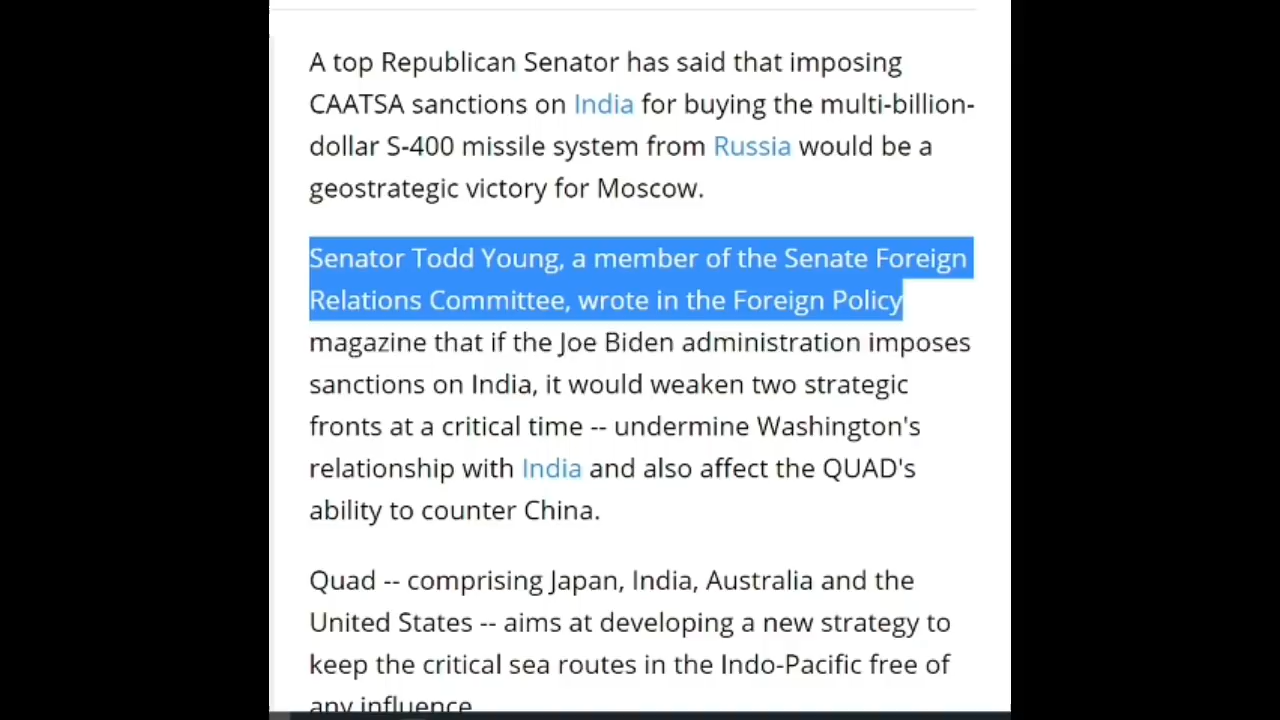 A top Republican Senator has said that imposing
CAATSA sanctions on India for buying the multi-billion-
dollar S-400 missile system from Russia would be a
geostrategic victory for Moscow.
Senator Todd Young, a member of the Senate Foreign
Relations Committee, wrote in the Foreign Policy
magazine that if the Joe Biden administration imposes
sanctions on India, it would weaken two strategic
fronts at a critical time -- undermine Washington's
relationship with India and also affect the QUAD's
ability to counter China.
Quad -- comprising Japan, India, Australia and the
United States -- aims at developing a new strategy to
keep the critical sea routes in the Indo-Pacific free of
any influence